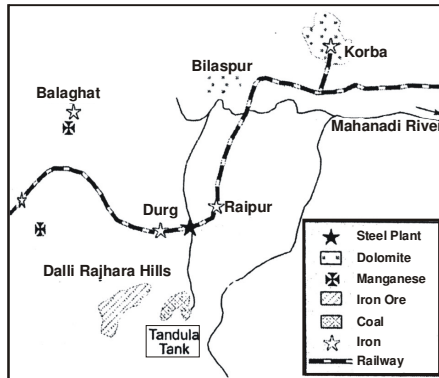 Korba
Bilaspur
Balaghat
Mahanadi River
Durg
Raipur
Dalli Rajhara Hills
Tandula
Tank
Steel Plant
Dolomite
Manganese
Iron Ore
Coal
Iron
Railway